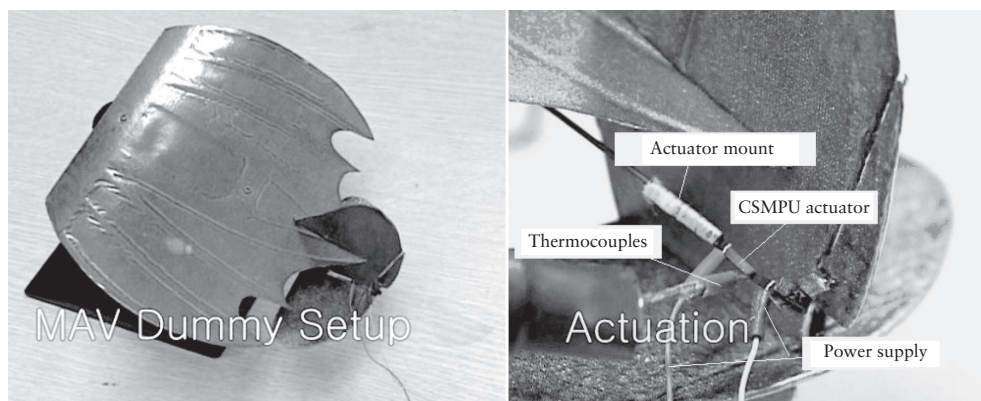 MAV Dummy Setup
Actuator mount
CSMPU actuator
Thermocouples
Actuation
Power supply